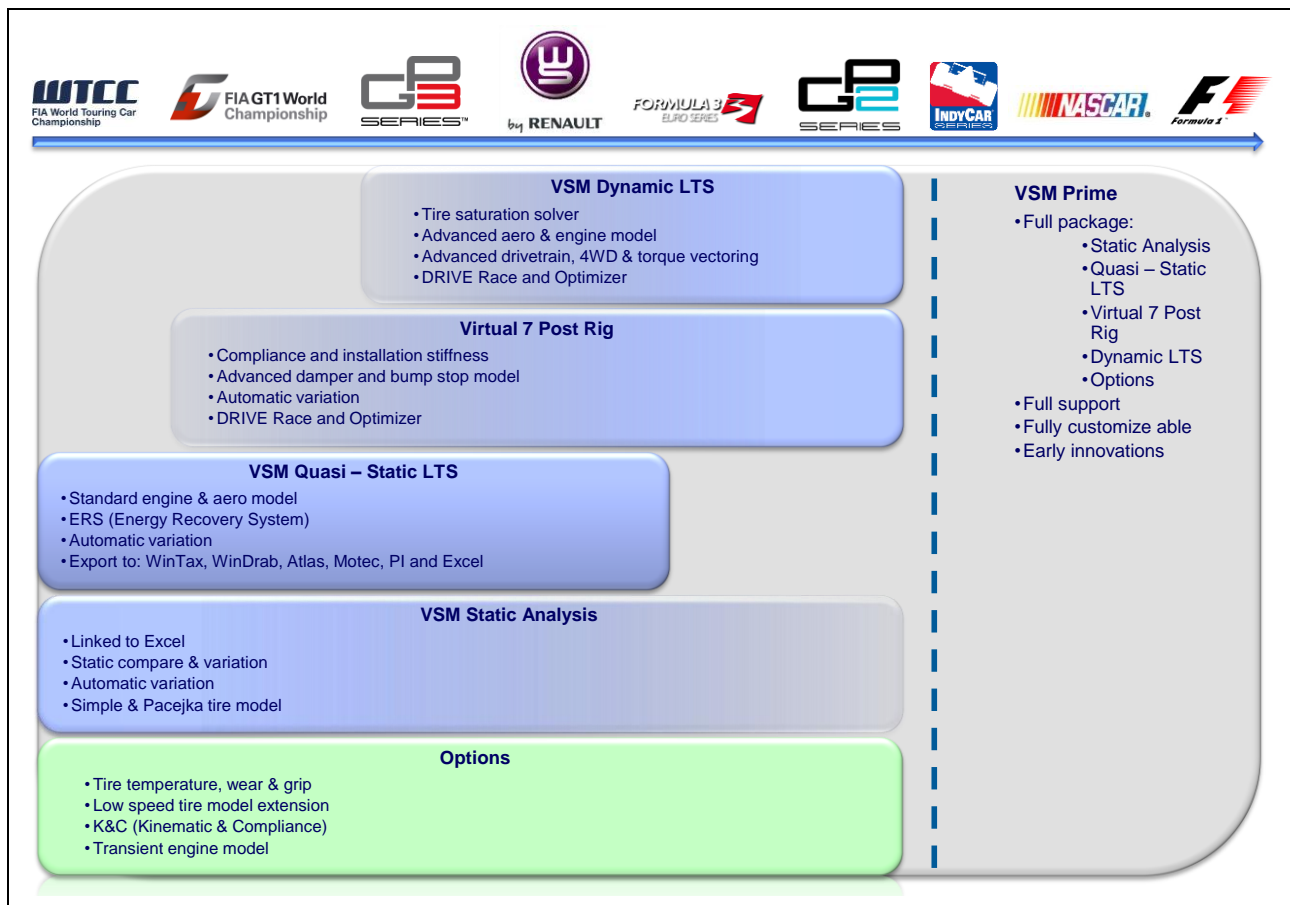 WTCC
FIA World Touring Car
Championship
FIA GT1 World
Championship
GP3
SERIES™
WS
by RENAULT
FORMULA 3
EURO SERIES
GP2
SERIES
INDYCAR
SERIES
NASCAR.
F1
Formula 1™
VSM Dynamic LTS
•Tire saturation solver
•Advanced aero & engine model
•Advanced drivetrain, 4WD & torque vectoring
•DRIVE Race and Optimizer
Virtual 7 Post Rig
•Compliance and installation stiffness
•Advanced damper and bump stop model
•Automatic variation
•DRIVE Race and Optimizer
VSM Quasi – Static LTS
•Standard engine & aero model
•ERS (Energy Recovery System)
•Automatic variation
•Export to: WinTax, WinDrab, Atlas, Motec, PI and Excel
VSM Static Analysis
•Linked to Excel
•Static compare & variation
•Automatic variation
•Simple & Pacejka tire model
Options
•Tire temperature, wear & grip
•Low speed tire model extension
•K&C (Kinematic & Compliance)
•Transient engine model
VSM Prime
•Full package:
•Static Analysis
•Quasi – Static
LTS
•Virtual 7 Post
Rig
•Dynamic LTS
•Options
•Full support
•Fully customize able
•Early innovations